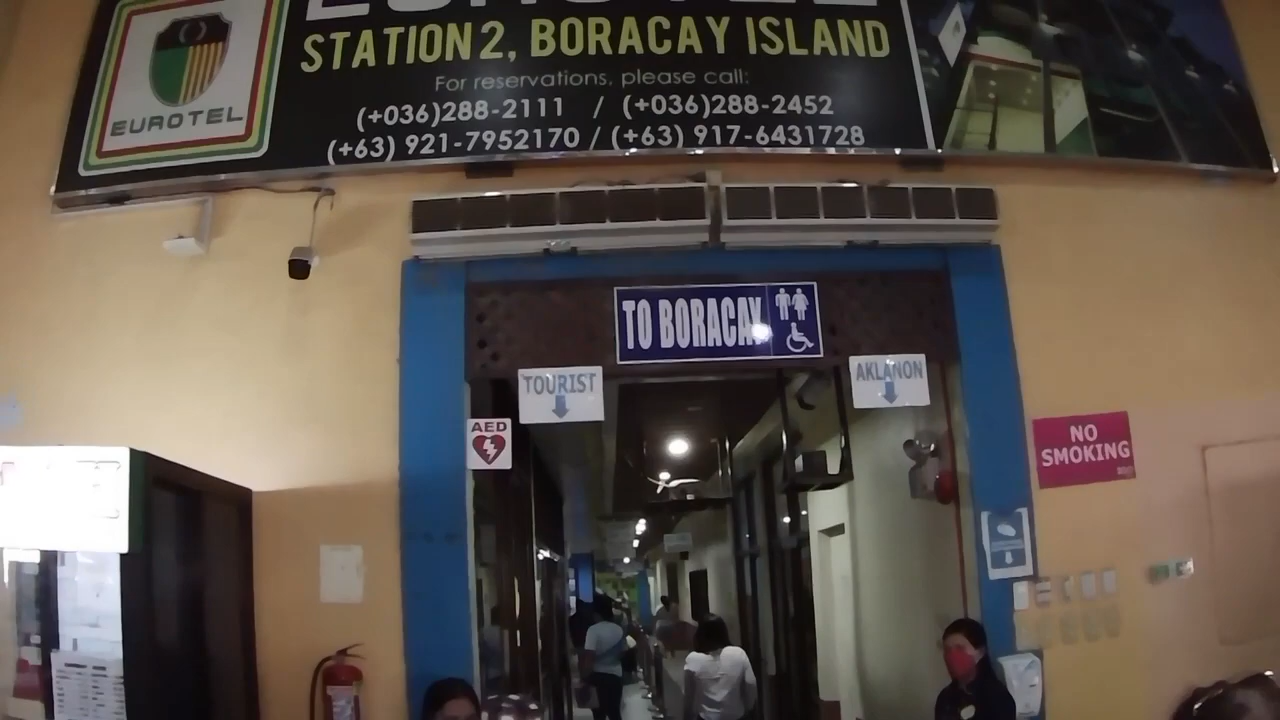 EUROTEL
STATION 2, BORACAY ISLAND
For reservations, please call:
(+036)288-2111 / (+036)288-2452
(+63) 921-7952170 / (+63) 917-6431728
EUROTEL
TO BORACAY
TOURIST
AKLANON
AED
NO
SMOKING